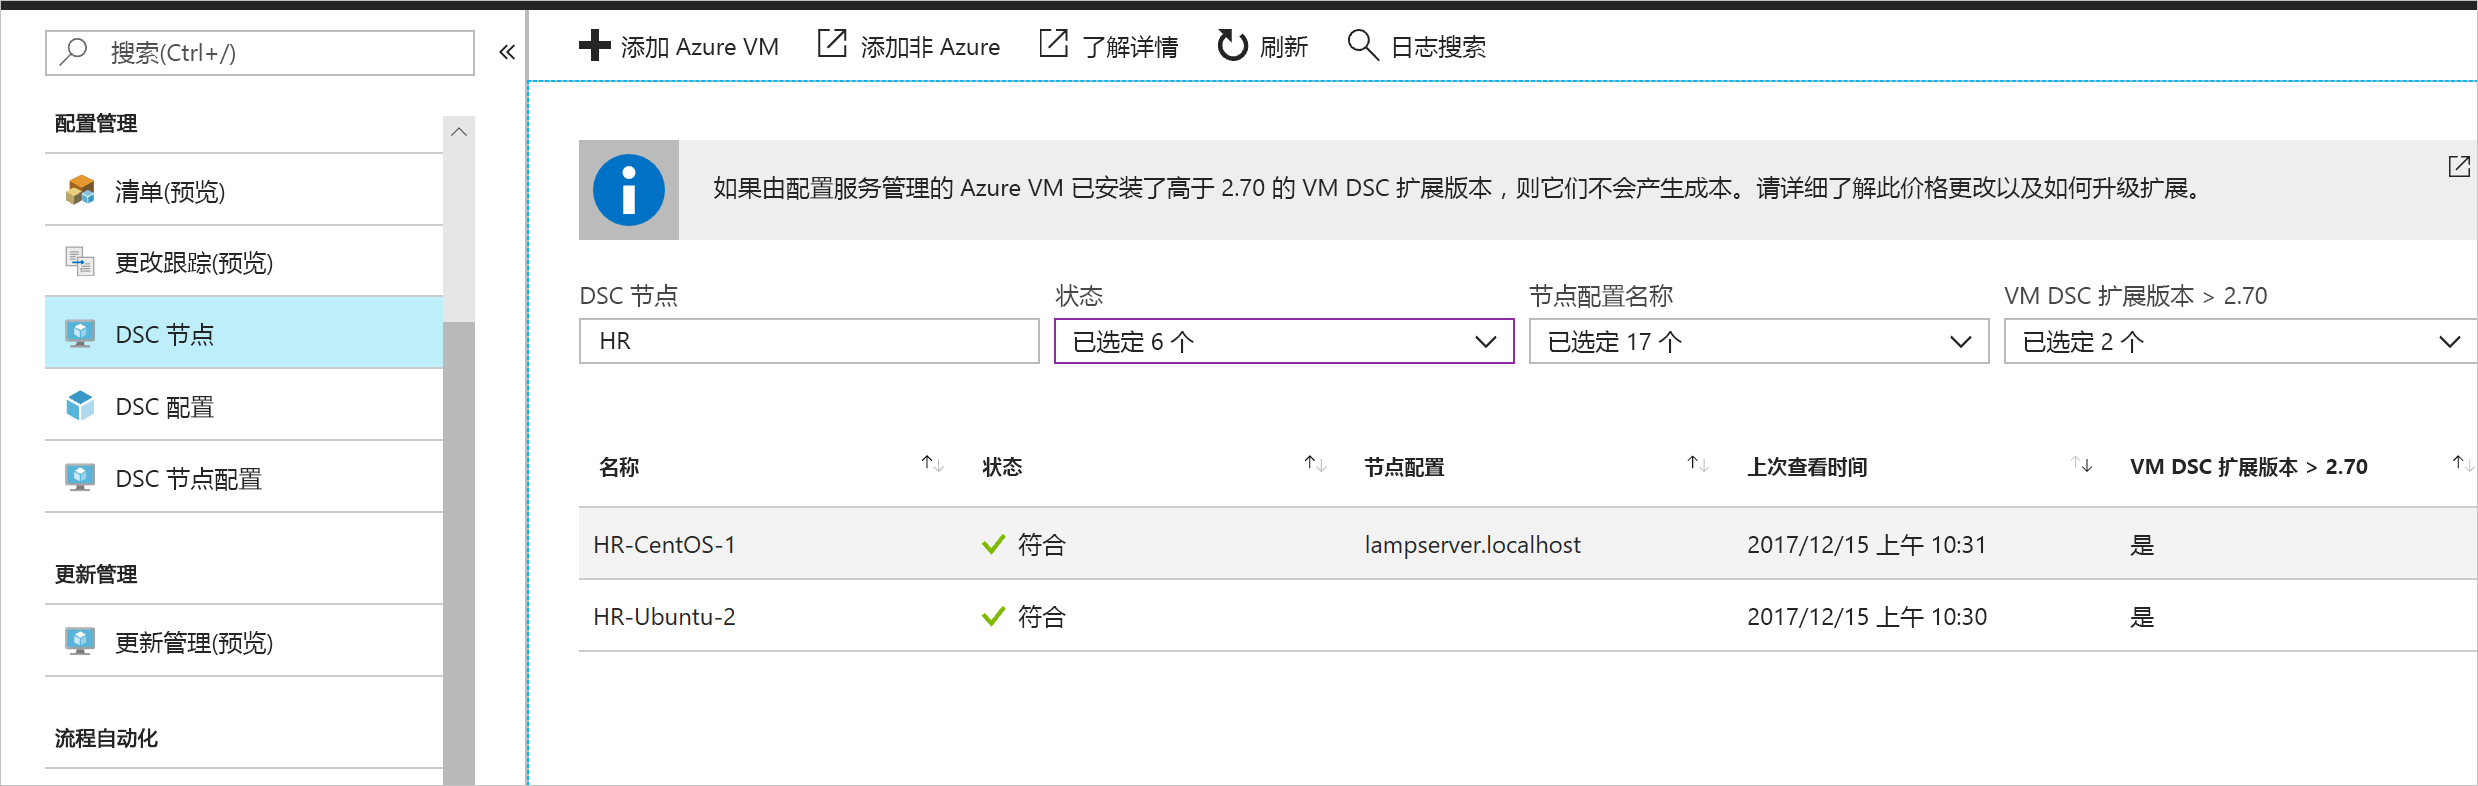 搜索(Ctrl+/)
«
添加 Azure VM
添加非 Azure
了解详情
刷新
日志搜索
配置管理
清单(预览)
更改跟踪(预览)
DSC 节点
DSC 配置
DSC 节点配置
更新管理
更新管理(预览)
流程自动化
如果由配置服务管理的 Azure VM 已安装了高于 2.70 的 VM DSC 扩展版本，则它们不会产生成本。请详细了解此价格更改以及如何升级扩展。
DSC 节点
状态
节点配置名称
VM DSC 扩展版本 > 2.70
HR
已选定 6 个
已选定 17 个
已选定 2 个
名称
状态
节点配置
上次查看时间
VM DSC 扩展版本 > 2.70
HR-CentOS-1
符合
lampserver.localhost
2017/12/15 上午 10:31
是
HR-Ubuntu-2
符合
2017/12/15 上午 10:30
是